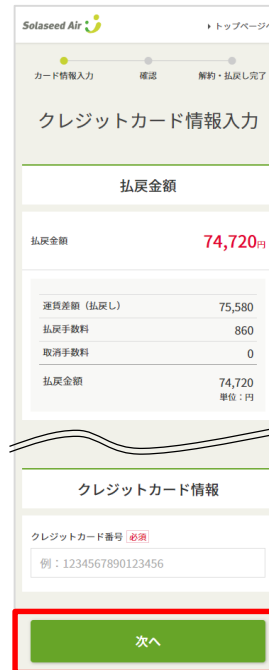 Solaseed Air
トップページへ
カード情報入力
確認
解約・払戻し完了
クレジットカード情報入力
払戻金額
払戻金額 74,720円
運賃差額（払戻し） 75,580
払戻手数料 860
取消手数料 0
払戻金額 74,720
単位：円
クレジットカード情報
クレジットカード番号 必須
例：1234567890123456
次へ